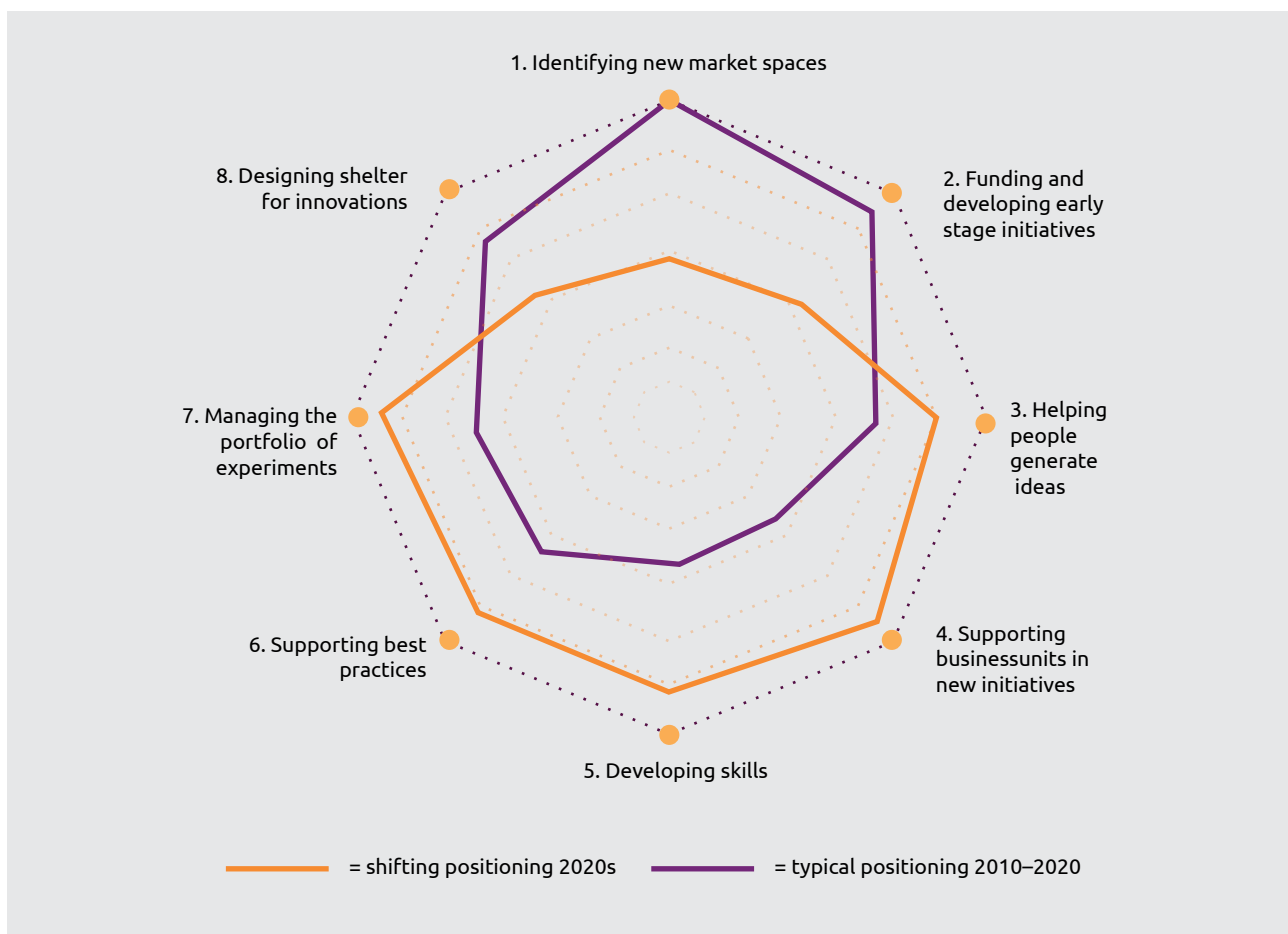 1. Identifying new market spaces
2. Funding and
developing early
stage initiatives
3. Helping
people
generate
ideas
4. Supporting
businessunits in
new initiatives
5. Developing skills
6. Supporting best
practices
7. Managing the
portfolio of
experiments
8. Designing shelter
for innovations
= shifting positioning 2020s
= typical positioning 2010–2020